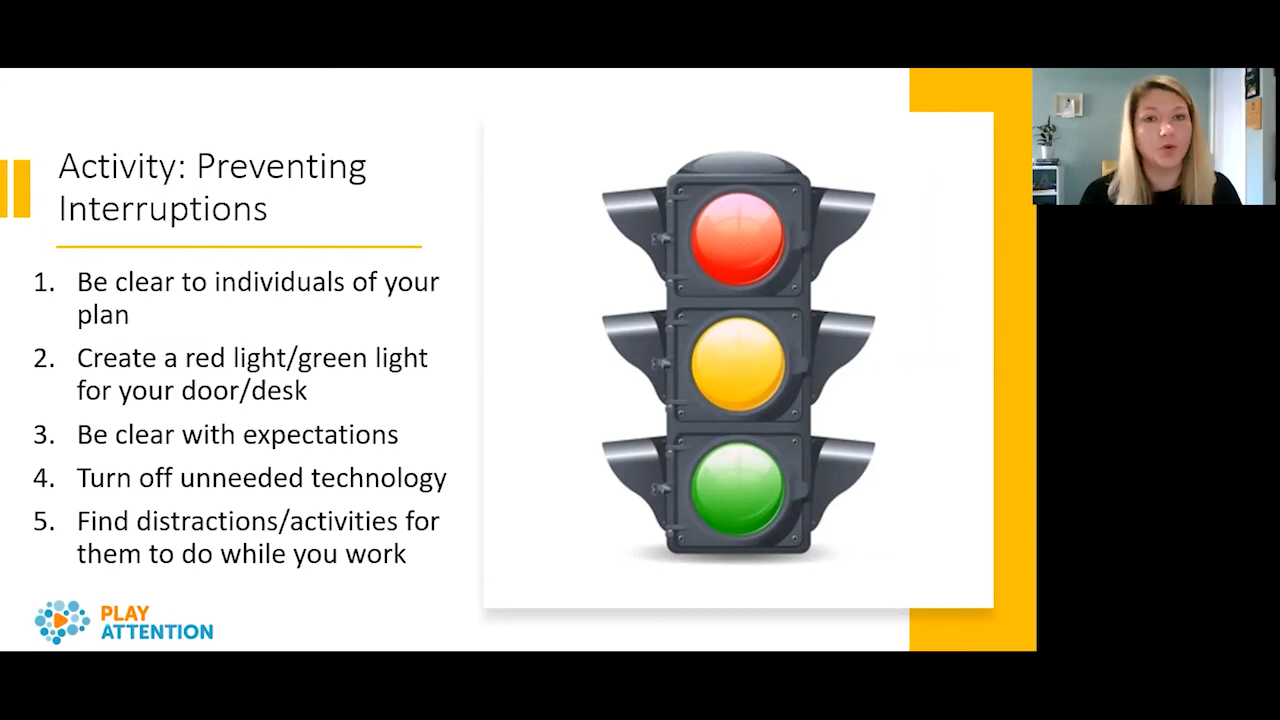 Activity: Preventing
Interruptions
1. Be clear to individuals of your
plan
2. Create a red light/green light
for your door/desk
3. Be clear with expectations
4. Turn off unneeded technology
5. Find distractions/activities for
them to do while you work
PLAY
ATTENTION